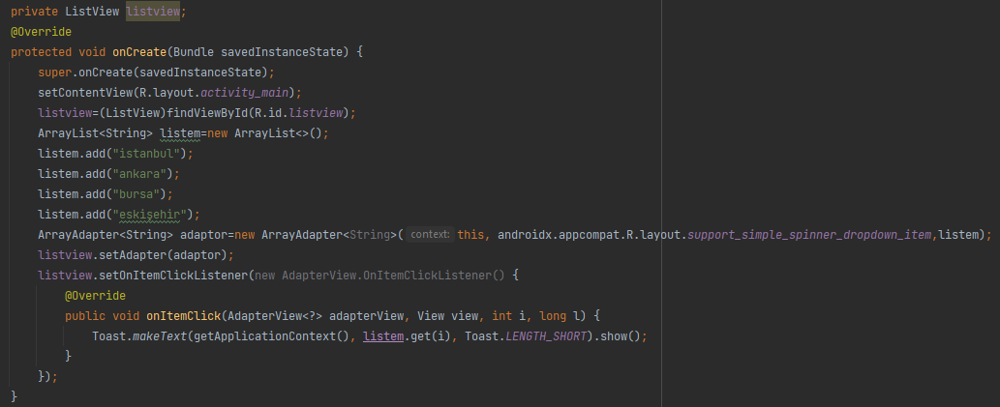 private ListView listview;
@Override
protected void onCreate(Bundle savedInstanceState) {
super.onCreate(savedInstanceState);
setContentView(R.layout.activity_main);
listview=(ListView)findViewById(R.id.listview);
ArrayList<String> listem=new ArrayList<>();
listem.add("istanbul");
listem.add("ankara");
listem.add("bursa");
listem.add("eskişehir");
ArrayAdapter<String> adaptor=new ArrayAdapter<String>( context: this, androidx.appcompat.R.layout.support_simple_spinner_dropdown_item,listem);
listview.setAdapter(adaptor);
listview.setOnItemClickListener(new AdapterView.OnItemClickListener() {
@Override
public void onItemClick(AdapterView<?> adapterView, View view, int i, long l) {
Toast.makeText(getApplicationContext(), listem.get(i), Toast.LENGTH_SHORT).show();
}
});
}